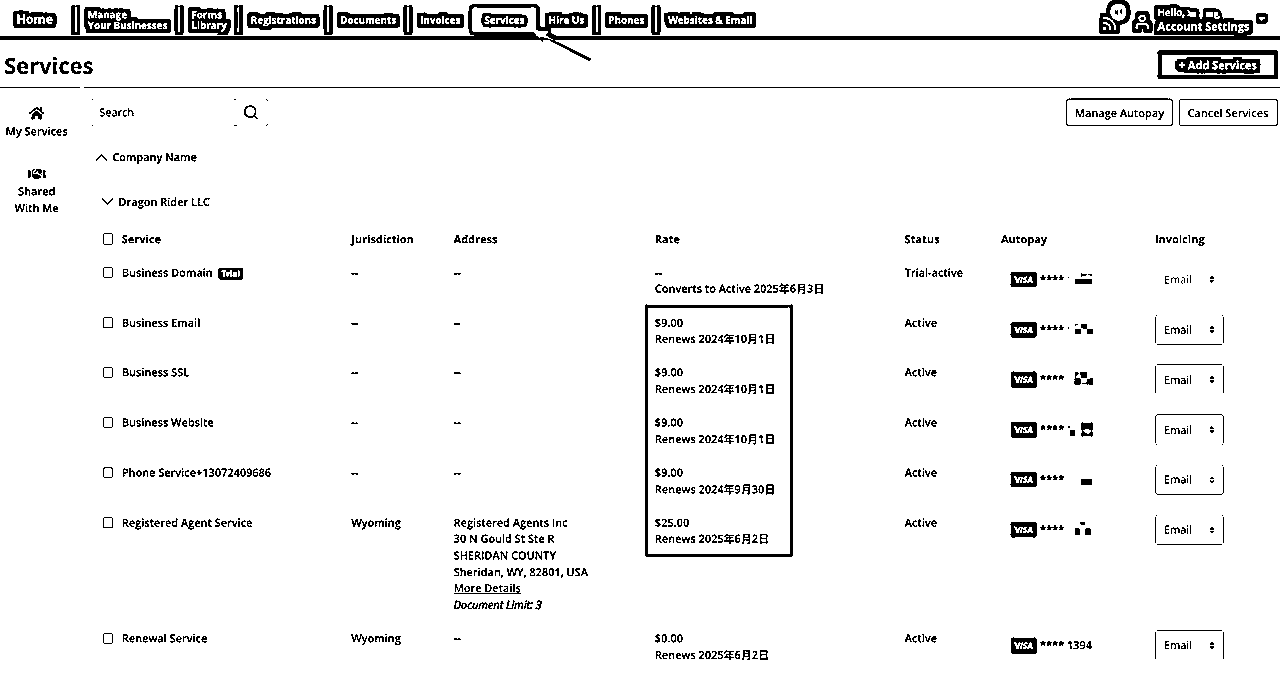 Home
Manage
Your Businesses
Forms
Library
Registrations
Documents
Invoices
Services
Hire Us
Phones
Websites & Email
Hello,
Account Settings
Services
+ Add Services
My Services
Shared
With Me
Search
Manage Autopay
Cancel Services
Company Name
Dragon Rider LLC
Service Jurisdiction Address Rate Status Autopay Invoicing
Business Domain Trial -- -- -- Trial-active VISA **** Email
Converts to Active 2025年6月3日
Business Email -- -- $9.00 Active VISA **** Email
Renews 2024年10月1日
Business SSL -- -- $9.00 Active VISA **** Email
Renews 2024年10月1日
Business Website -- -- $9.00 Active VISA **** Email
Renews 2024年10月1日
Phone Service+13072409686 -- -- $9.00 Active VISA **** Email
Renews 2024年9月30日
Registered Agent Service Wyoming Registered Agents Inc $25.00 Active VISA **** Email
30 N Gould St Ste R Renews 2025年6月2日
SHERIDAN COUNTY
Sheridan, WY, 82801, USA
More Details
Document Limit: 3
Renewal Service Wyoming -- $0.00 Active VISA **** 1394 Email
Renews 2025年6月2日